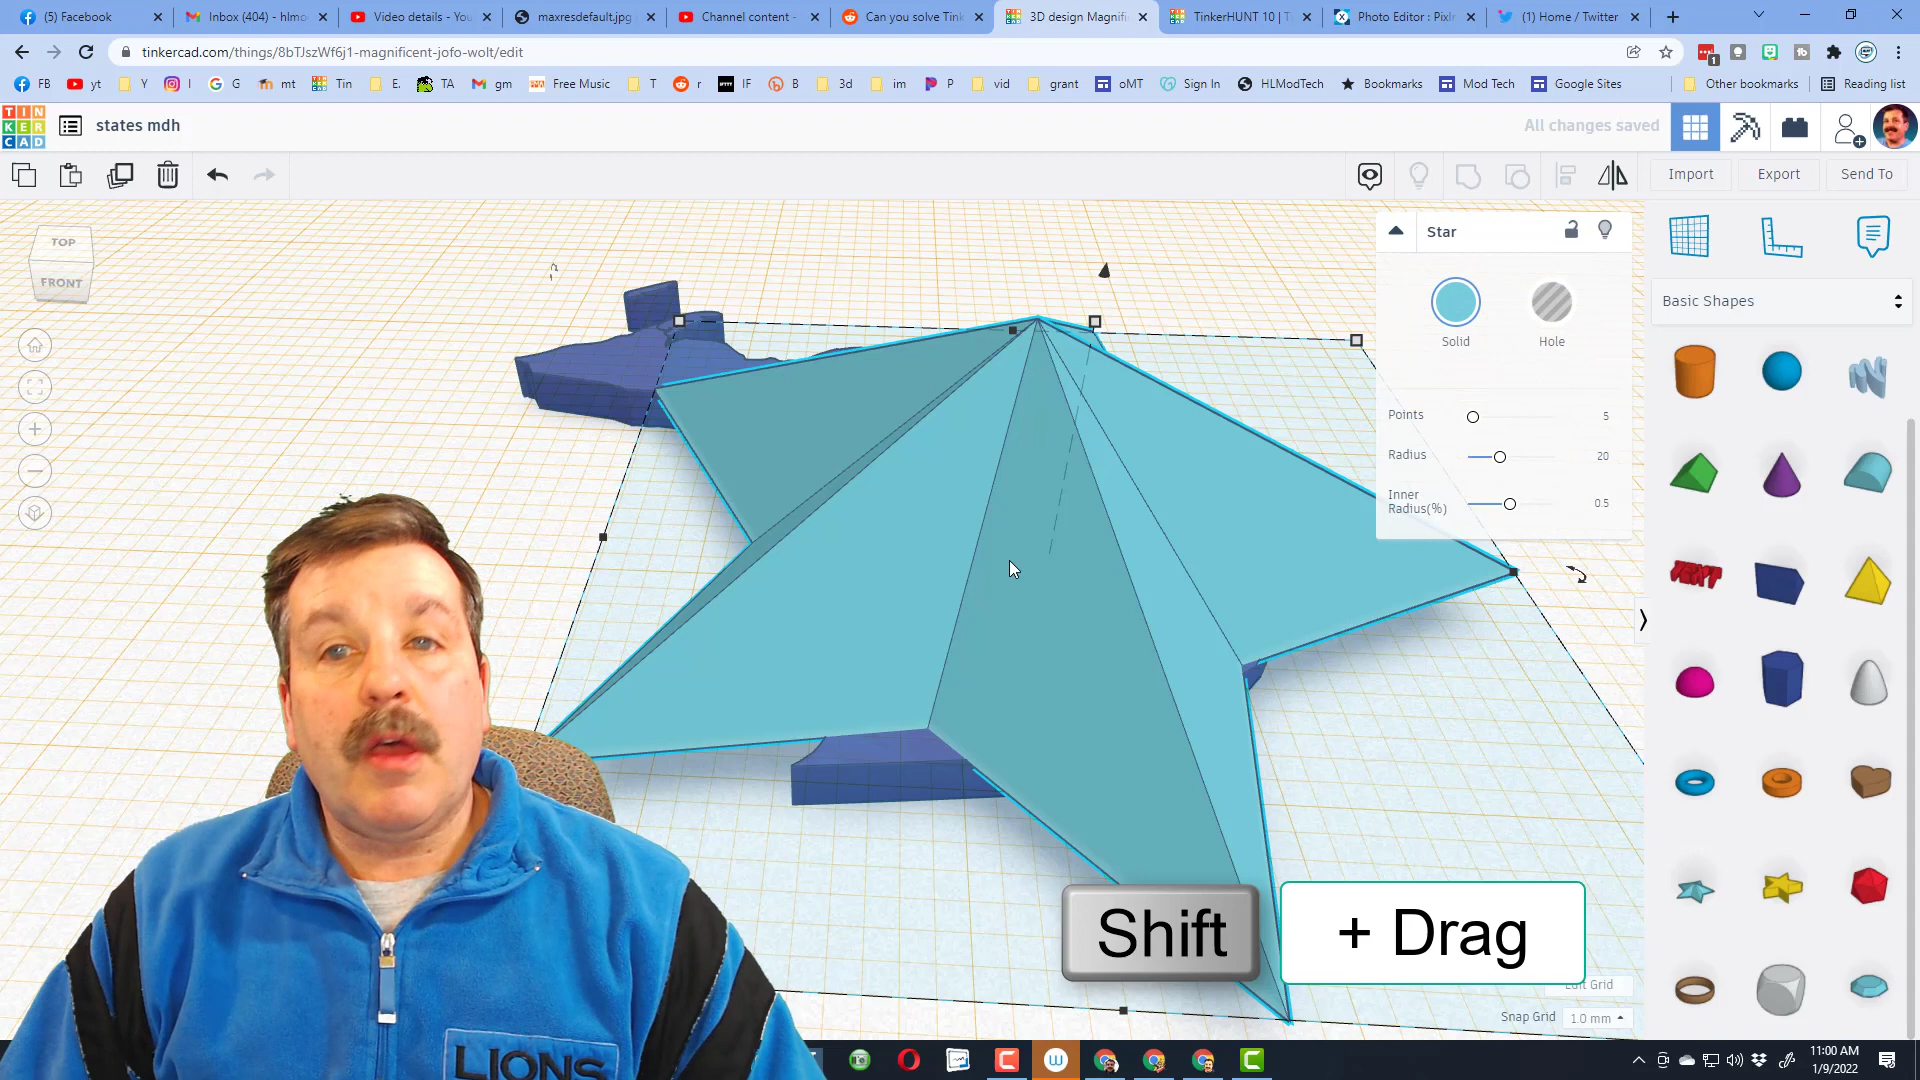 (5) Facebook
Inbox (404) - hlmo
Video details - You
maxresdefault.jpg
Channel content -
Can you solve Tink
3D design Magnifi
TinkerHUNT 10 | T
Photo Editor : Pixlr
(1) Home / Twitter
tinkercad.com/things/8bTJszWf6j1-magnificent-jofo-wolt/edit
FB
yt
Y
I
G
mt
Tin
E.
TA
gm
Free Music
T
r
IF
B
3d
im
P
vid
grant
oMT
Sign In
HLModTech
Bookmarks
Mod Tech
Google Sites
Other bookmarks
Reading list
TIN
KER
CAD
states mdh
All changes saved
Import
Export
Send To
TOP
FRONT
Star
Solid
Hole
Points
5
Radius
20
Inner
Radius(%)
0.5
Basic Shapes
TEXT
Shift
+ Drag
Edit Grid
Snap Grid
1.0 mm
LIONS
11:00 AM
1/9/2022